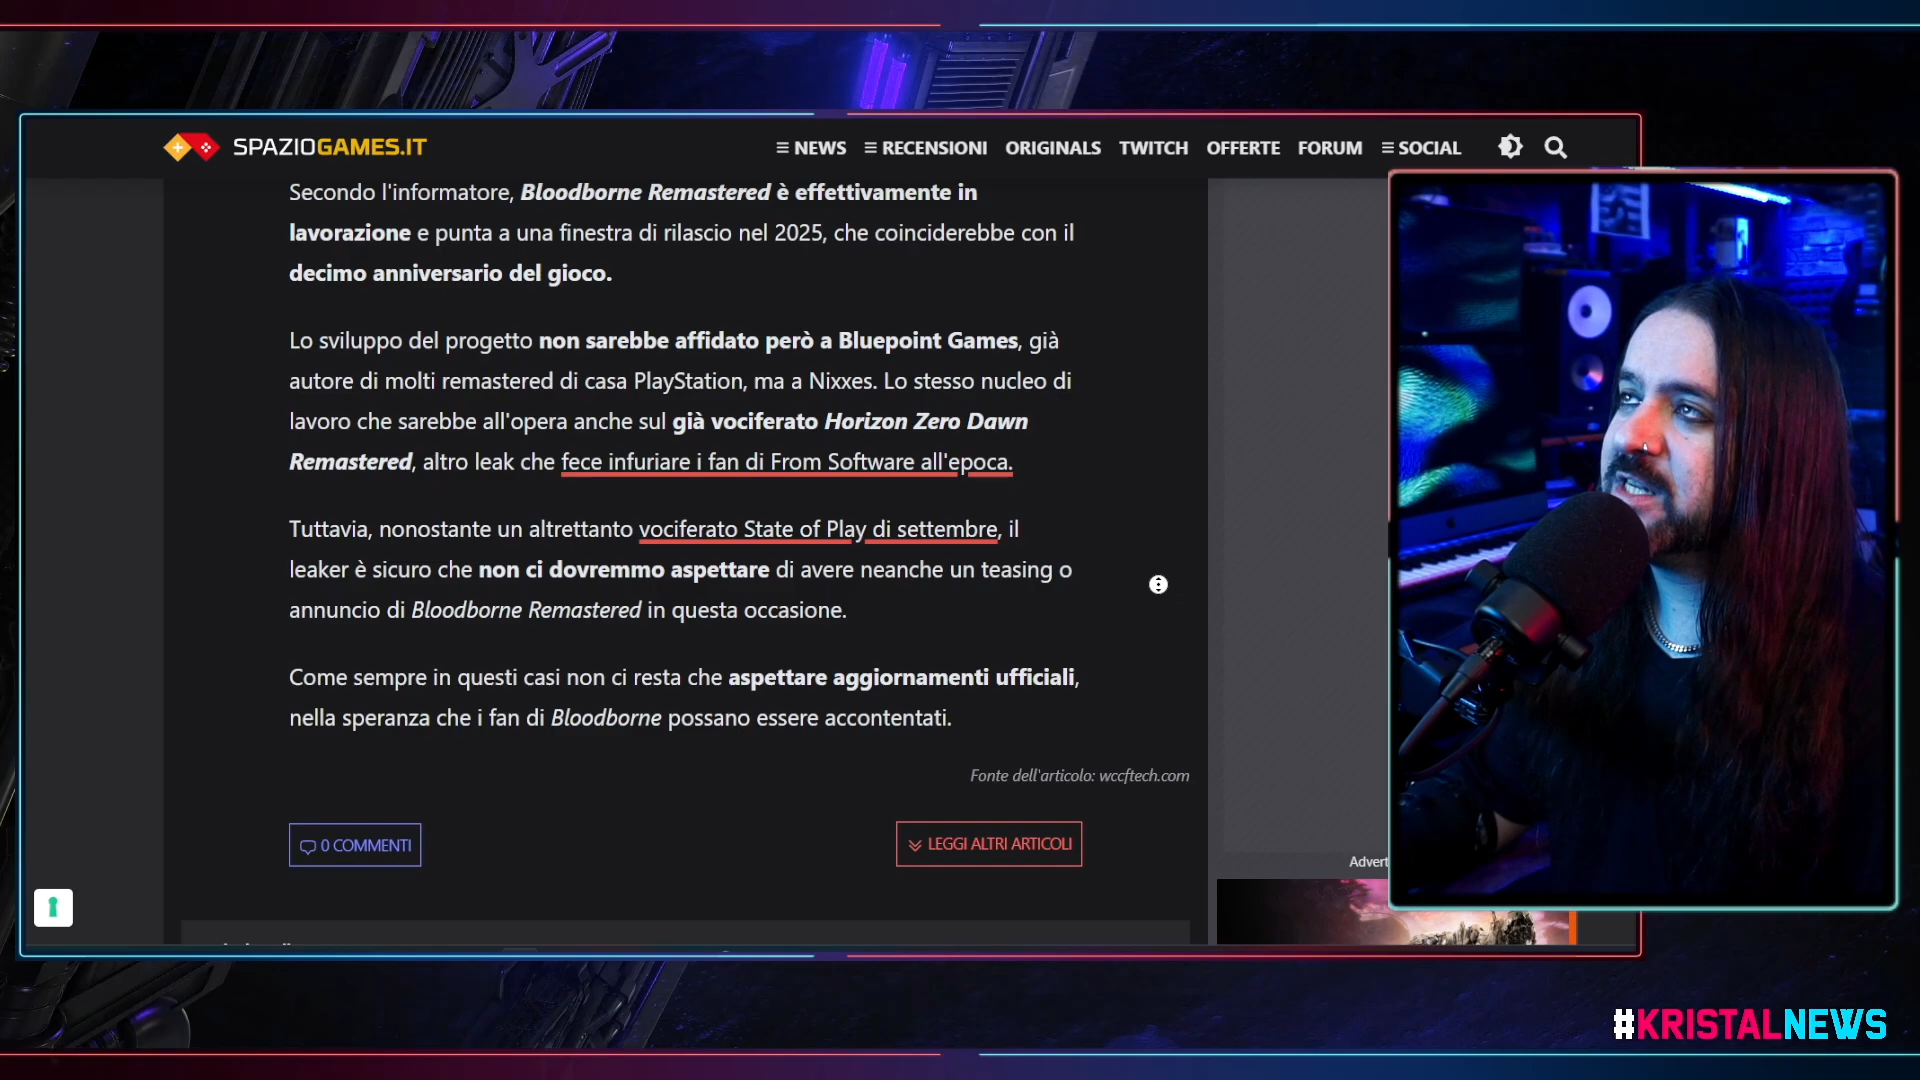 SPAZIOGAMES.IT
NEWS RECENSIONI ORIGINALS TWITCH OFFERTE FORUM SOCIAL
Secondo l'informatore, Bloodborne Remastered è effettivamente in
lavorazione e punta a una finestra di rilascio nel 2025, che coinciderebbe con il
decimo anniversario del gioco.
Lo sviluppo del progetto non sarebbe affidato però a Bluepoint Games, già
autore di molti remastered di casa PlayStation, ma a Nixxes. Lo stesso nucleo di
lavoro che sarebbe all'opera anche sul già vociferato Horizon Zero Dawn
Remastered, altro leak che fece infuriare i fan di From Software all'epoca.
Tuttavia, nonostante un altrettanto vociferato State of Play di settembre, il
leaker è sicuro che non ci dovremmo aspettare di avere neanche un teasing o
annuncio di Bloodborne Remastered in questa occasione.
Come sempre in questi casi non ci resta che aspettare aggiornamenti ufficiali,
nella speranza che i fan di Bloodborne possano essere accontentati.
Fonte dell'articolo: wccftech.com
0 COMMENTI
LEGGI ALTRI ARTICOLI
Advert
#KRISTALNEWS